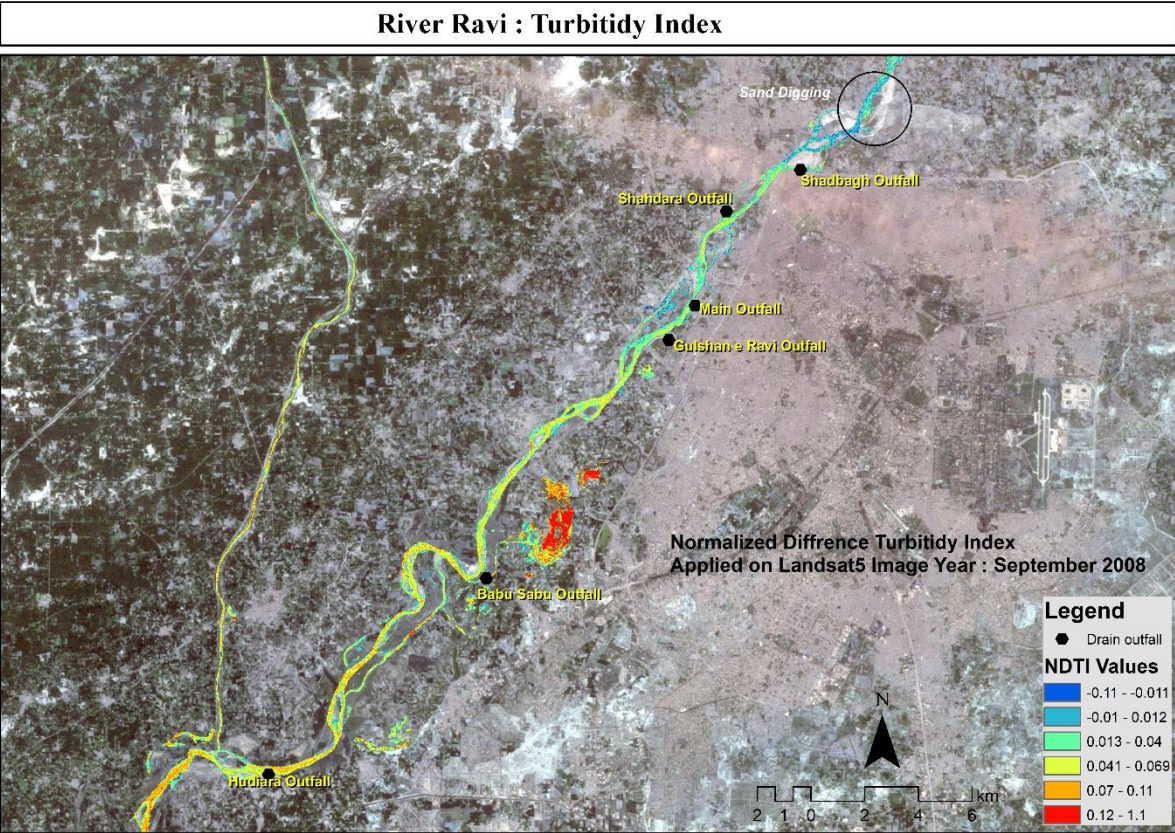 River Ravi : Turbitidy Index
Sand Digging
Shadbagh Outfall
Shahdara Outfall
Main Outfall
Gulshan e Ravi Outfall
Normalized Diffrence Turbitidy Index
Applied on Landsat5 Image Year : September 2008
Babu Sabu Outfall
Hudiara Outfall
Legend
Drain outfall
NDTI Values
-0.11 - -0.011
-0.01 - 0.012
0.013 - 0.04
0.041 - 0.069
0.07 - 0.11
0.12 - 1.1
N
2 1 0 2 4 6 km